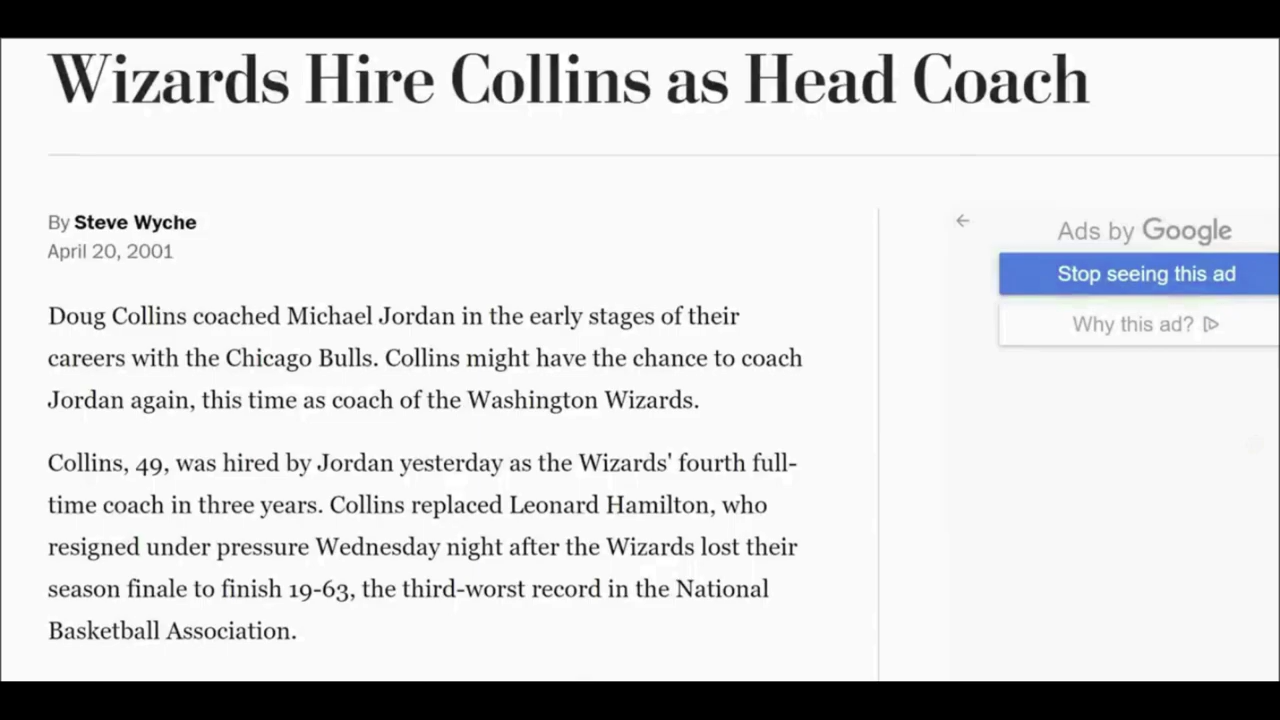 Wizards Hire Collins as Head Coach
By Steve Wyche
April 20, 2001
Doug Collins coached Michael Jordan in the early stages of their
careers with the Chicago Bulls. Collins might have the chance to coach
Jordan again, this time as coach of the Washington Wizards.
Collins, 49, was hired by Jordan yesterday as the Wizards' fourth full-
time coach in three years. Collins replaced Leonard Hamilton, who
resigned under pressure Wednesday night after the Wizards lost their
season finale to finish 19-63, the third-worst record in the National
Basketball Association.
Ads by Google
Stop seeing this ad
Why this ad?